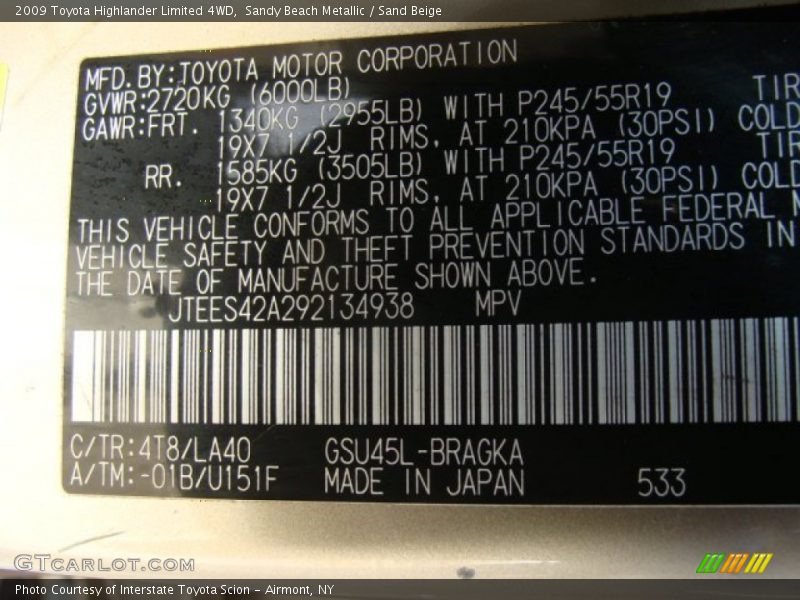 2009 Toyota Highlander Limited 4WD, Sandy Beach Metallic / Sand Beige
MFD.BY:TOYOTA MOTOR CORPORATION
GVWR:2720KG (6000LB)
GAWR:FRT. 1340KG (2955LB) WITH P245/55R19 TIR
19X7 1/2J RIMS, AT 210KPA (30PSI) COLD
RR. 1585KG (3505LB) WITH P245/55R19 TIR
19X7 1/2J RIMS, AT 210KPA (30PSI) COLD
THIS VEHICLE CONFORMS TO ALL APPLICABLE FEDERAL M
VEHICLE SAFETY AND THEFT PREVENTION STANDARDS IN
THE DATE OF MANUFACTURE SHOWN ABOVE.
JTEES42A292134938 MPV
C/TR:4T8/LA40 GSU45L-BRAGKA
A/TM:-01B/U151F MADE IN JAPAN 533
GTCARLOT.COM
Photo Courtesy of Interstate Toyota Scion - Airmont, NY